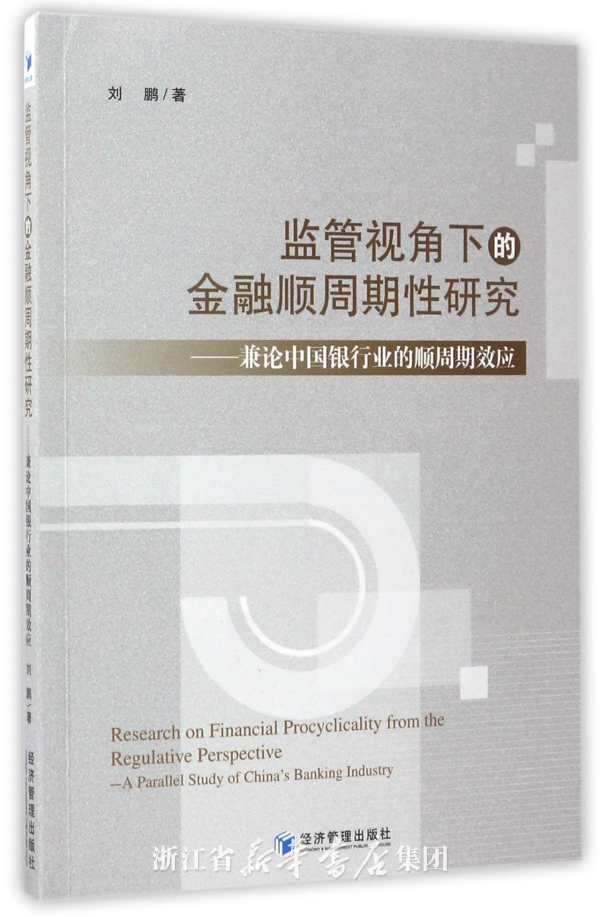 刘 鹏/著
监管视角下的
金融顺周期性研究
——兼论中国银行业的顺周期效应
Research on Financial Procyclicality from the
Regulative Perspective
—A Parallel Study of China's Banking Industry
经济管理出版社
ECONOMY & MANAGEMENT PUBLISHING HOUSE
浙江省新华书店集团
监管视角下的金融顺周期性研究——兼论中国银行业的顺周期效应 刘 鹏/著 经济管理出版社